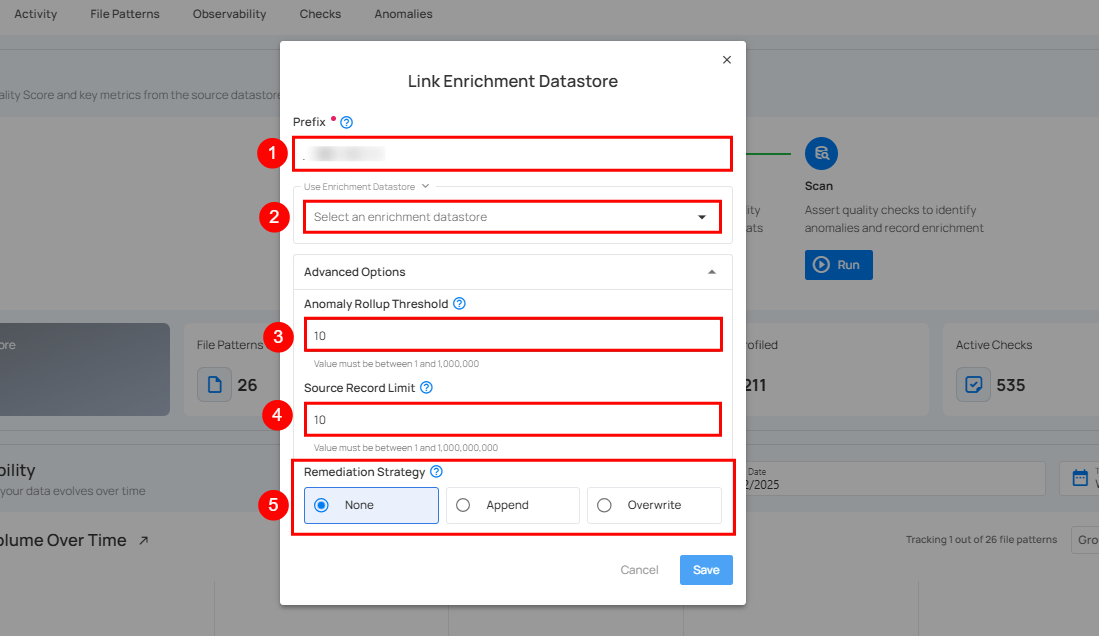 Activity File Patterns Observability Checks Anomalies
Link Enrichment Datastore
ality Score and key metrics from the source datastore
Prefix
1
.
Scan
Use Enrichment Datastore
2 Select an enrichment datastore
ity Assert quality checks to identify
ats anomalies and record enrichment
Run
Advanced Options
Anomaly Rollup Threshold
3 10
ore File Patterns ofiled Active Checks
Value must be between 1 and 1,000,000
26 211 535
Source Record Limit
4 10
Value must be between 1 and 1,000,000,000
bility Remediation Strategy Date
your data evolves over time 2/2025
5 None Append Overwrite
olume Over Time Tracking 1 out of 26 file patterns Gro
Cancel Save